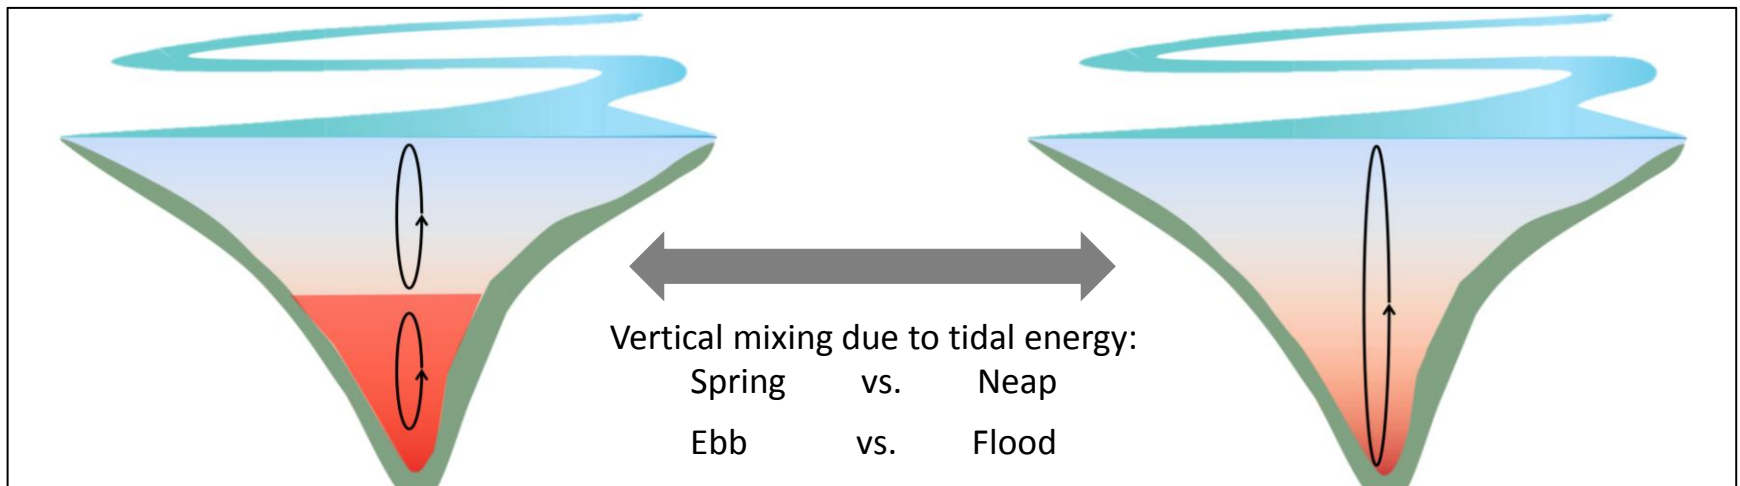 Vertical mixing due to tidal energy:
Spring vs. Neap
Ebb vs. Flood